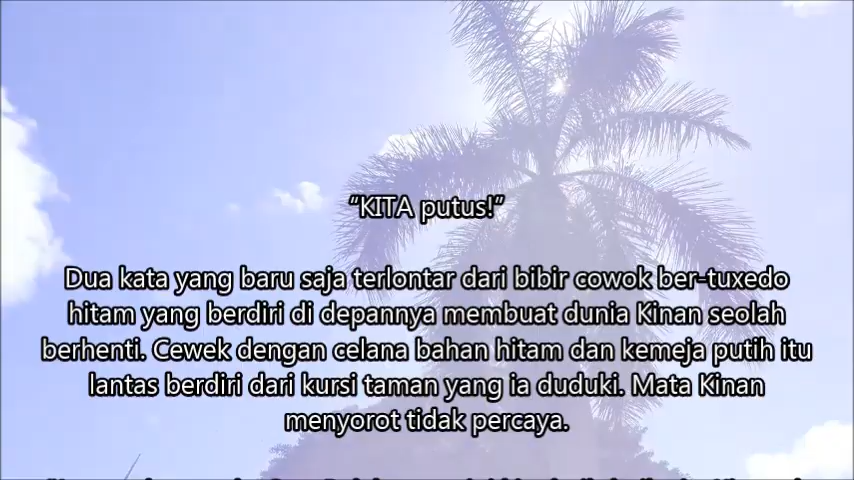 “KITA putus!”
Dua kata yang baru saja terlontar dari bibir cowok ber-tuxedo
hitam yang berdiri di depannya membuat dunia Kinan seolah
berhenti. Cewek dengan celana bahan hitam dan kemeja putih itu
lantas berdiri dari kursi taman yang ia duduki. Mata Kinan
menyorot tidak percaya.